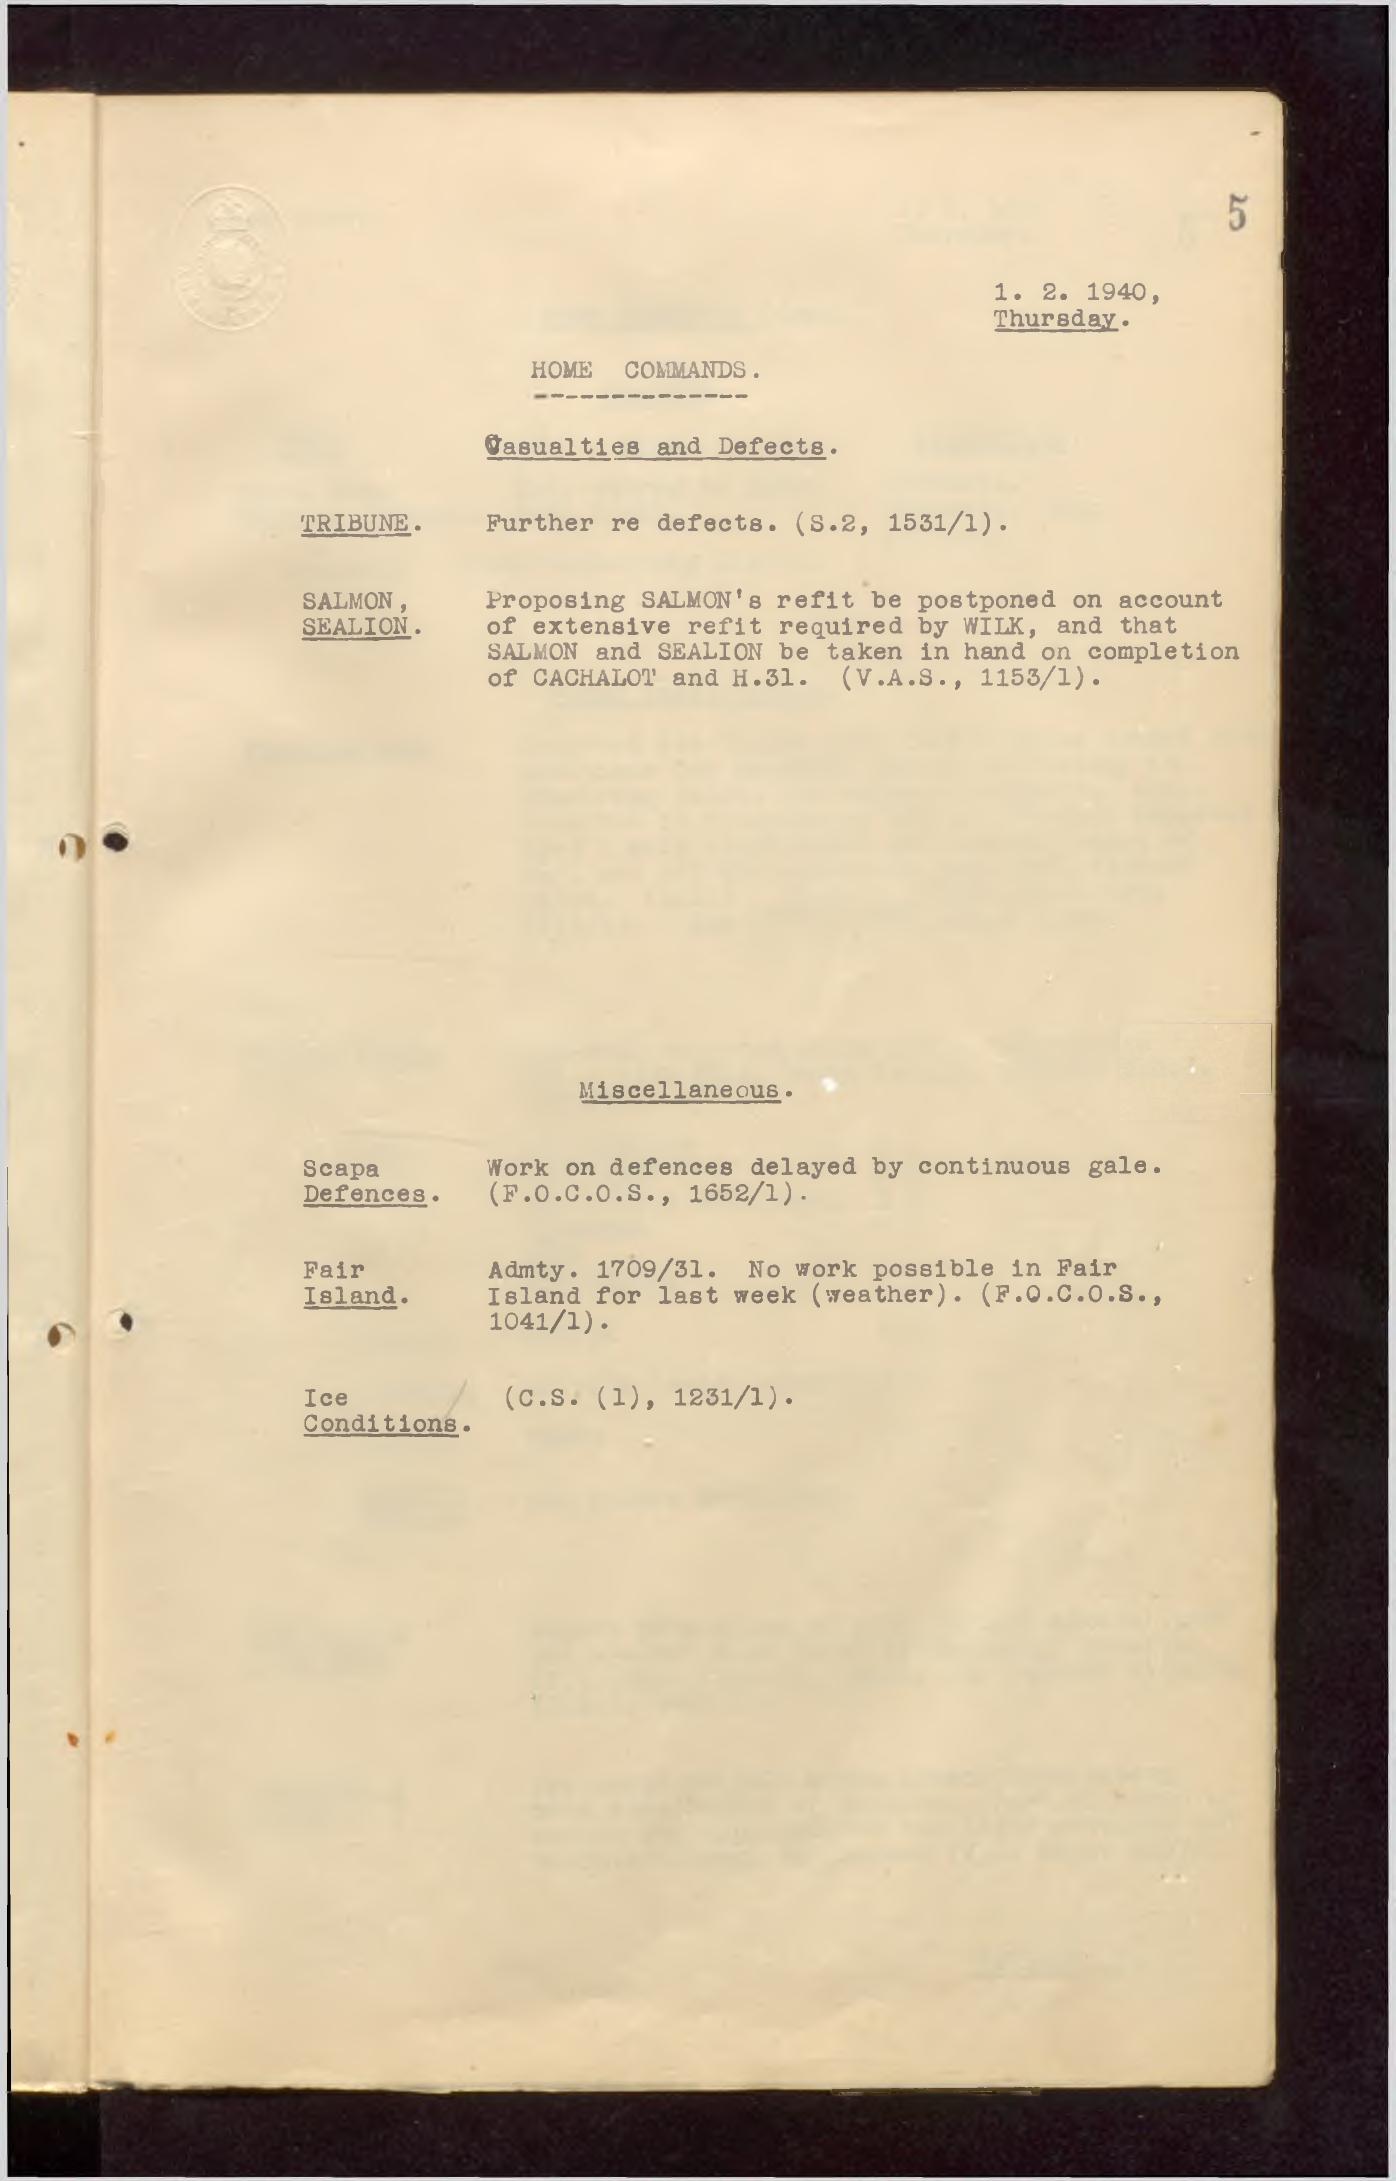 5
1. 2. 1940,
Thursday.
HOME COMMANDS.
--------------
Casualties and Defects.
TRIBUNE. Further re defects. (S.2, 1531/1).
SALMON, Proposing SALMON's refit be postponed on account
SEALION. of extensive refit required by WILK, and that
SALMON and SEALION be taken in hand on completion
of CACHALOT and H.31. (V.A.S., 1153/1).
Miscellaneous.
Scapa Work on defences delayed by continuous gale.
Defences. (F.O.C.O.S., 1652/1).
Fair Admty. 1709/31. No work possible in Fair
Island. Island for last week (weather). (F.O.C.O.S.,
1041/1).
Ice (C.S. (1), 1231/1).
Conditions.